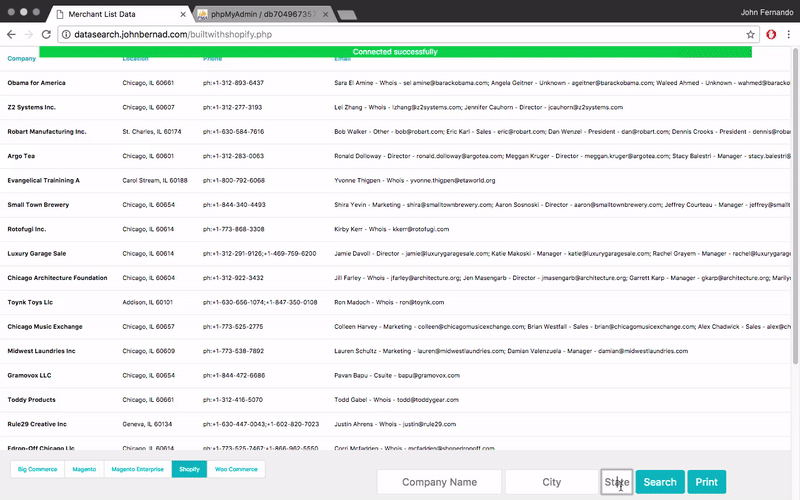 Merchant List Data
phpMyAdmin / db704967357
John Fernando
datasearch.johnbernad.com/builtwithshopify.php
Connected successfully
Company Location Phone Email
Obama for America Chicago, IL 60661 ph:+1-312-893-6437 Sara El Amine - Whois - sel amine@barackobama.com; Angela Geitner - Unknown - ageitner@barackobama.com; Waleed Ahmed - Unknown - wahmed@barackobama
Z2 Systems Inc. Chicago, IL 60607 ph:+1-312-277-3193 Lei Zhang - Whois - lzhang@z2systems.com; Jennifer Cauhorn - Director - jcauhorn@z2systems.com
Robart Manufacturing Inc. St. Charles, IL 60174 ph:+1-630-584-7616 Bob Walker - Other - bob@robart.com; Eric Karl - Sales - eric@robart.com; Dan Wenzel - President - dan@robart.com; Dennis Crooks - President - dennis@roba
Argo Tea Chicago, IL 60601 ph:+1-312-283-0063 Ronald Dolloway - Director - ronald.dolloway@argotea.com; Meggan Kruger - Director - meggan.kruger@argotea.com; Stacy Balestri - Manager - stacy.balestri@
Evangelical Trainining A Carol Stream, IL 60188 ph:+1-800-792-6068 Yvonne Thigpen - Whois - yvonne.thigpen@etaworld.org
Small Town Brewery Chicago, IL 60654 ph:+1-844-340-4493 Shira Yevin - Marketing - shira@smalltownbrewery.com; Aaron Sosnoski - Director - aaron@smalltownbrewery.com; Jeffrey Courteau - Manager - jeffrey@smallt
Rotofugi Inc. Chicago, IL 60614 ph:+1-773-868-3308 Kirby Kerr - Whois - kkerr@rotofugi.com
Luxury Garage Sale Chicago, IL 60614 ph:+1-312-291-9126;+1-469-759-6200 Jamie Davoll - Director - jamie@luxurygaragesale.com; Katie Makoski - Manager - katie@luxurygaragesale.com; Rachel Grayem - Manager - rachel@luxurygarage
Chicago Architecture Foundation Chicago, IL 60604 ph:+1-312-922-3432 Jill Farley - Whois - jfarley@architecture.org; Jen Masengarb - Director - jmasengarb@architecture.org; Garrett Karp - Manager - gkarp@architecture.org; Marilyn
Toynk Toys Llc Addison, IL 60101 ph:+1-630-656-1074;+1-847-350-0108 Ron Madoch - Whois - ron@toynk.com
Chicago Music Exchange Chicago, IL 60657 ph:+1-773-525-2775 Colleen Harvey - Marketing - colleen@chicagomusicexchange.com; Brian Westfall - Sales - brian@chicagomusicexchange.com; Alex Chadwick - Sales - alex@ch
Midwest Laundries Inc Chicago, IL 60609 ph:+1-773-538-7892 Lauren Schultz - Marketing - lauren@midwestlaundries.com; Damian Valenzuela - Manager - damian@midwestlaundries.com
Gramovox LLC Chicago, IL 60654 ph:+1-844-472-6686 Pavan Bapu - Csuite - bapu@gramovox.com
Toddy Products Chicago, IL 60661 ph:+1-312-416-5070 Todd Gabel - Whois - todd@toddygear.com
Rule29 Creative Inc Geneva, IL 60134 ph:+1-630-447-0043;+1-602-820-7023 Justin Ahrens - Whois - justin@rule29.com
Edrop-Off Chicago Llc Chicago, IL 60614 ph:+1-773-525-7467;+1-866-962-5550 Corri Mcfadden - Whois - mcfadden@shopedropoff.com
Big Commerce Magento Magento Enterprise Shopify Woo Commerce
Company Name City State Search Print